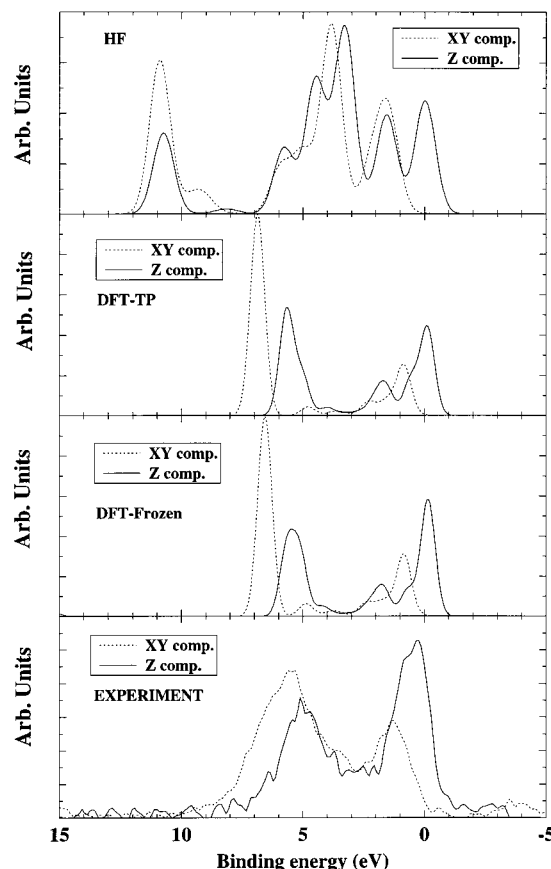 HF
XY comp.
Z comp.
Arb. Units
XY comp.
Z comp.
DFT-TP
Arb. Units
XY comp.
Z comp.
DFT-Frozen
Arb. Units
XY comp.
Z comp.
EXPERIMENT
Arb. Units
15 10 5 0 -5
Binding energy (eV)